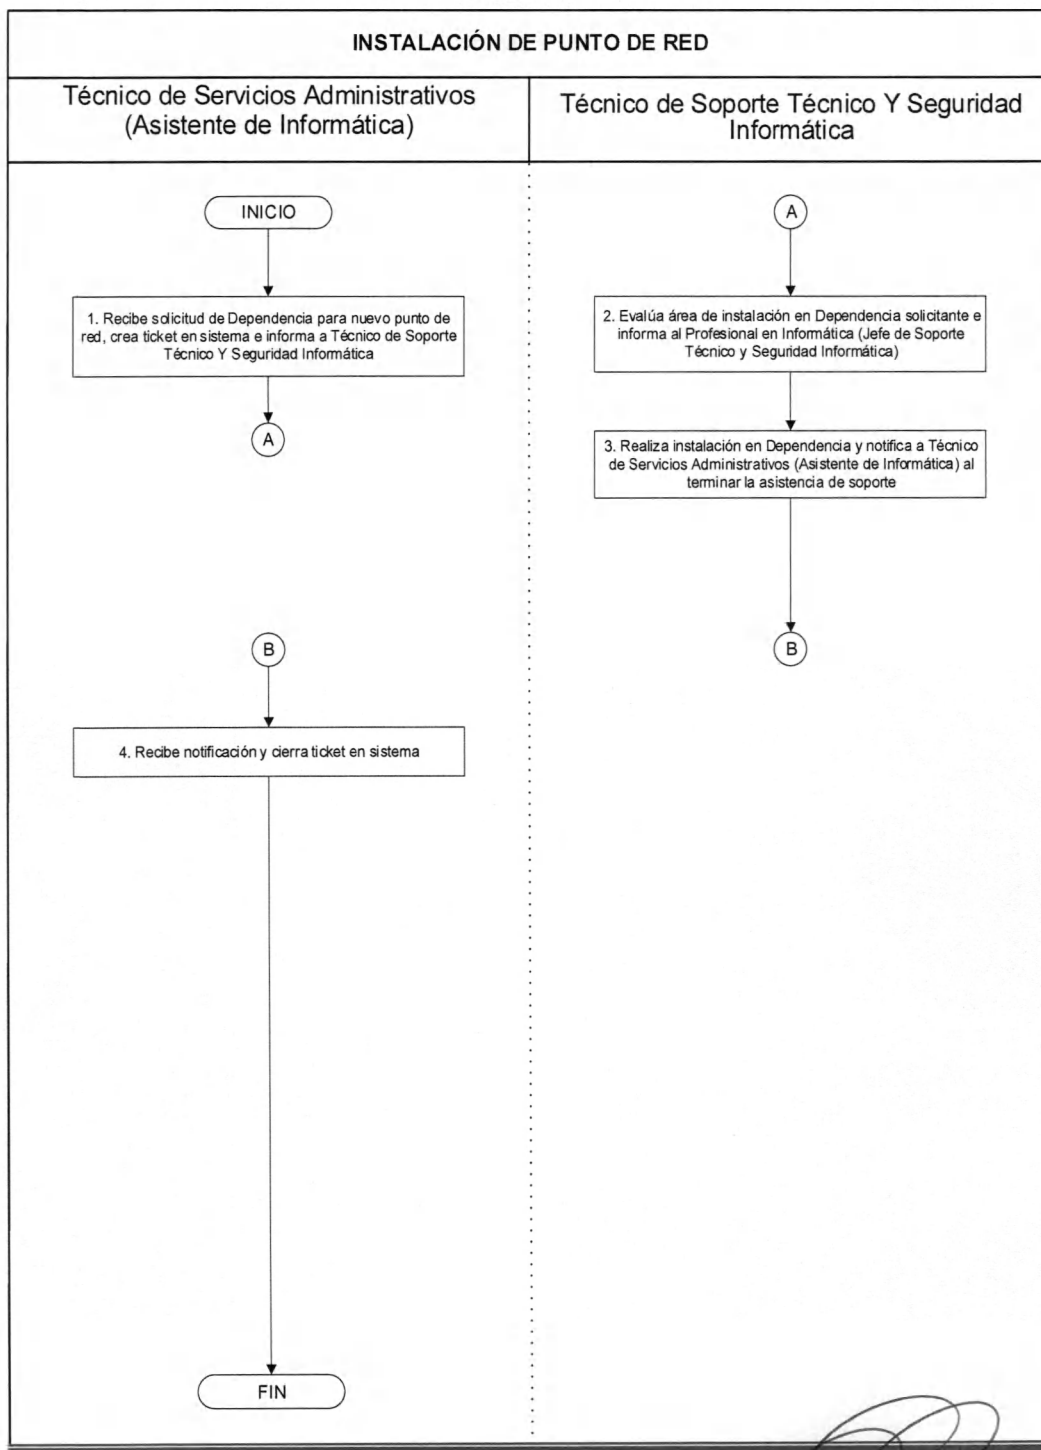 INSTALACIÓN DE PUNTO DE RED
Técnico de Servicios Administrativos
(Asistente de Informática)
Técnico de Soporte Técnico Y Seguridad
Informática
INICIO
1. Recibe solicitud de Dependencia para nuevo punto de
red, crea ticket en sistema e informa a Técnico de Soporte
Técnico Y Seguridad Informática
A
B
4. Recibe notificación y cierra ticket en sistema
FIN
A
2. Evalúa área de instalación en Dependencia solicitante e
informa al Profesional en Informática (Jefe de Soporte
Técnico y Seguridad Informática)
3. Realiza instalación en Dependencia y notifica a Técnico
de Servicios Administrativos (Asistente de Informática) al
terminar la asistencia de soporte
B